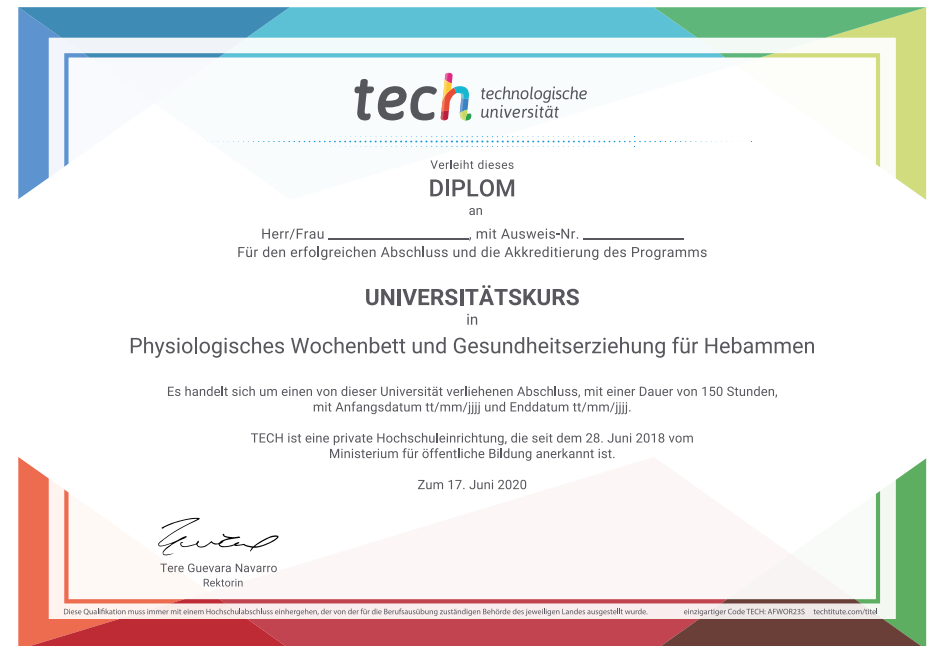 tech technologische
universität
Verleiht dieses
DIPLOM
an
Herr/Frau ____________________, mit Ausweis-Nr. ______________
Für den erfolgreichen Abschluss und die Akkreditierung des Programms
UNIVERSITÄTSKURS
in
Physiologisches Wochenbett und Gesundheitserziehung für Hebammen
Es handelt sich um einen von dieser Universität verliehenen Abschluss, mit einer Dauer von 150 Stunden,
mit Anfangsdatum tt/mm/jjjj und Enddatum tt/mm/jjjj.
TECH ist eine private Hochschuleinrichtung, die seit dem 28. Juni 2018 vom
Ministerium für öffentliche Bildung anerkannt ist.
Zum 17. Juni 2020
Tere Guevara Navarro
Rektorin
Diese Qualifikation muss immer mit einem Hochschulabschluss einhergehen, der von der für die Berufsausübung zuständigen Behörde des jeweiligen Landes ausgestellt wurde. einzigartiger Code TECH: AFWOR23S techtitute.com/titel